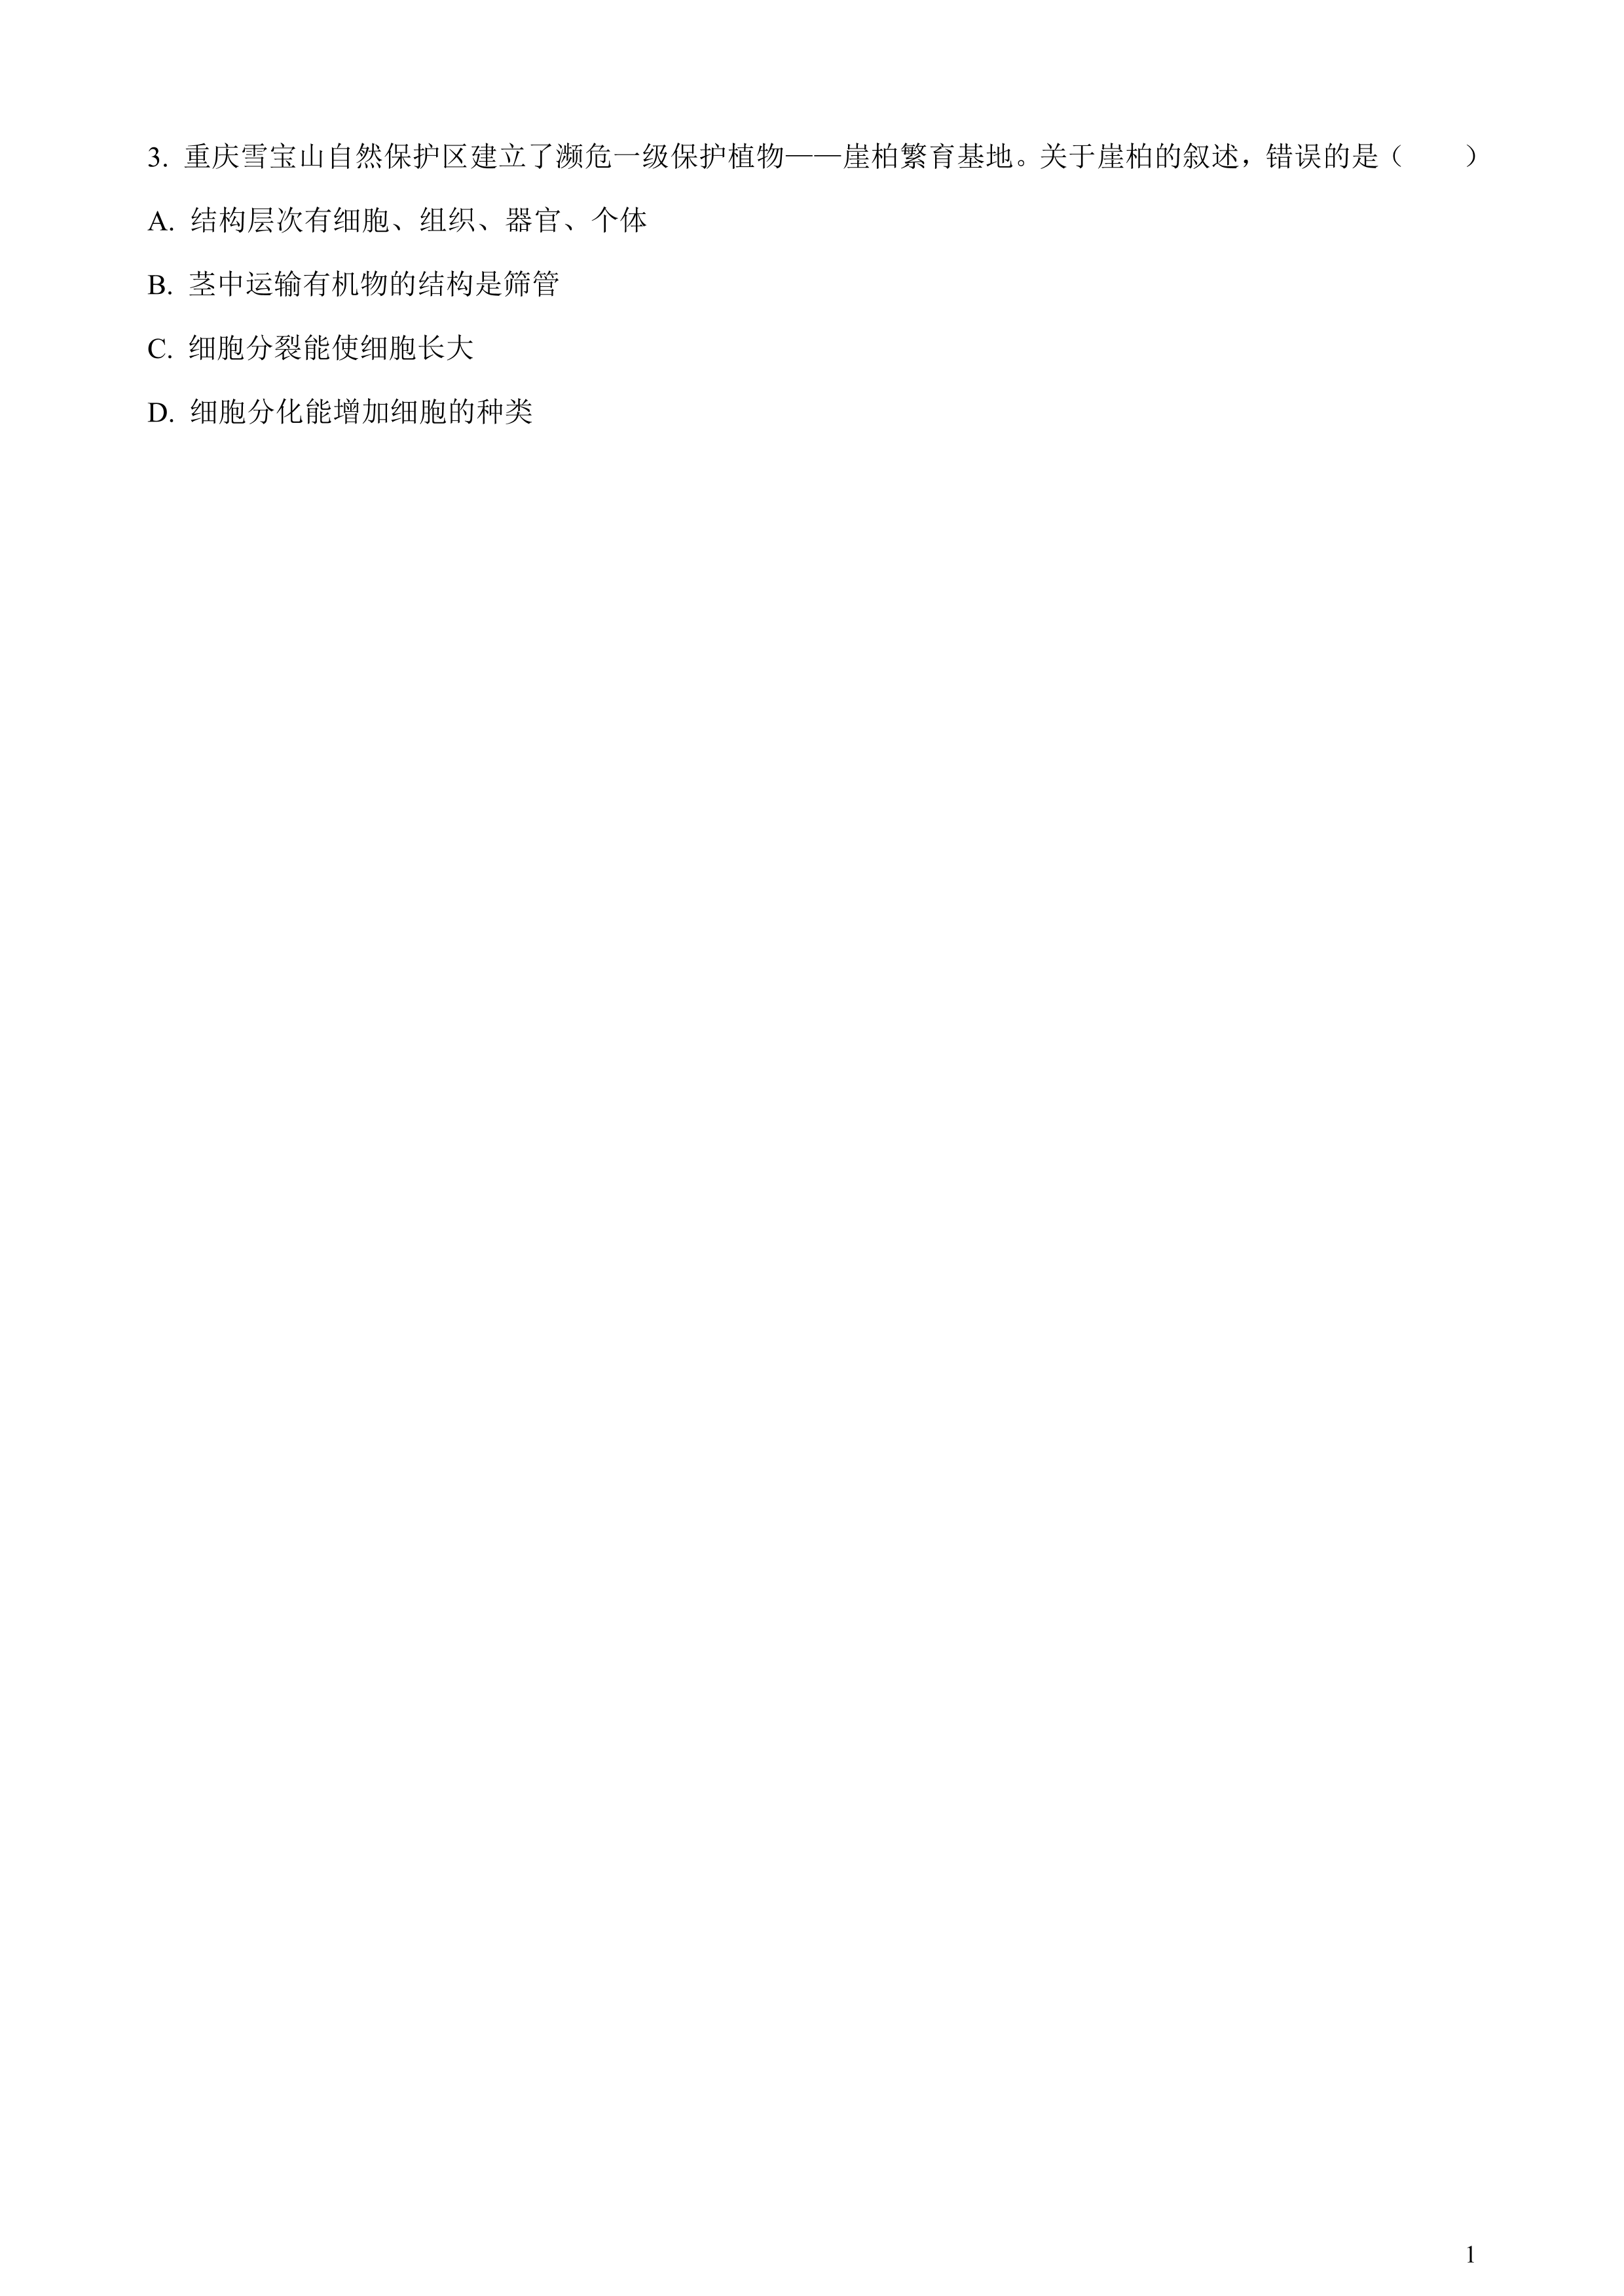 3. 重庆雪宝山自然保护区建立了濒危一级保护植物——崖柏繁育基地。关于崖柏的叙述，错误的是（　　）
A. 结构层次有细胞、组织、器官、个体
B. 茎中运输有机物的结构是筛管
C. 细胞分裂能使细胞长大
D. 细胞分化能增加细胞的种类
1